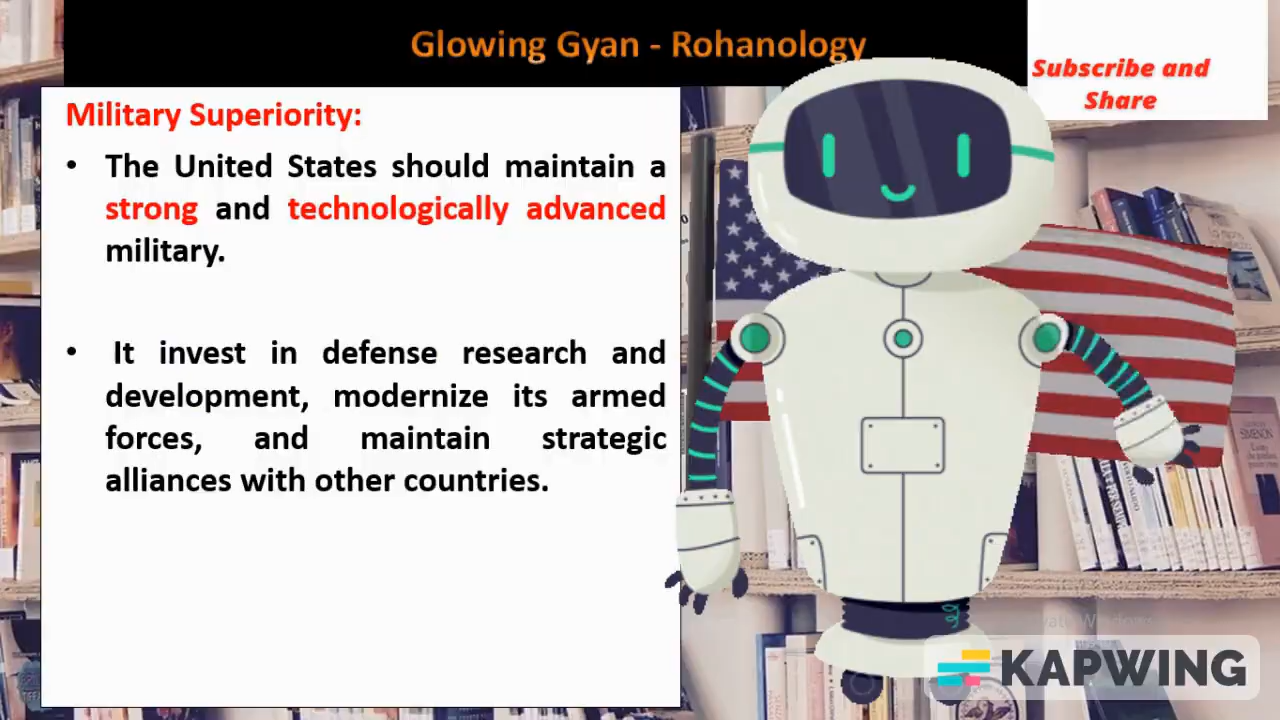 Glowing Gyan - Rohanology
Subscribe and
Share
Military Superiority:
• The United States should maintain a
strong and technologically advanced
military.
• It invest in defense research and
development, modernize its armed
forces, and maintain strategic
alliances with other countries.
SIMENON
KAPWING